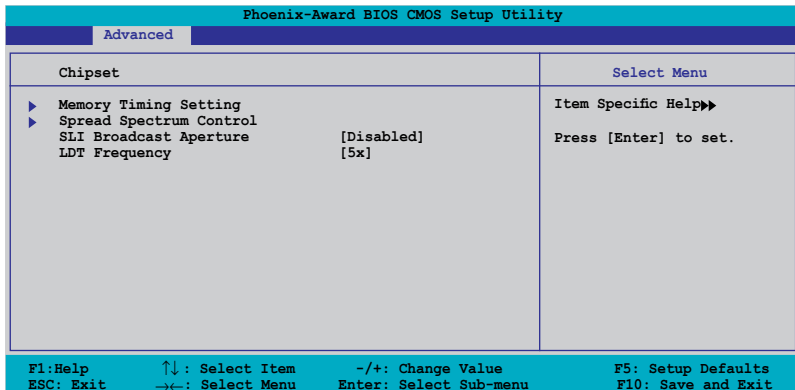 Phoenix-Award BIOS CMOS Setup Utility
Advanced
Chipset
Select Menu
Memory Timing Setting
Spread Spectrum Control
SLI Broadcast Aperture [Disabled]
LDT Frequency [5x]
Item Specific Help
Press [Enter] to set.
F1:Help ↑↓: Select Item -/+: Change Value F5: Setup Defaults
ESC: Exit →←: Select Menu Enter: Select Sub-menu F10: Save and Exit